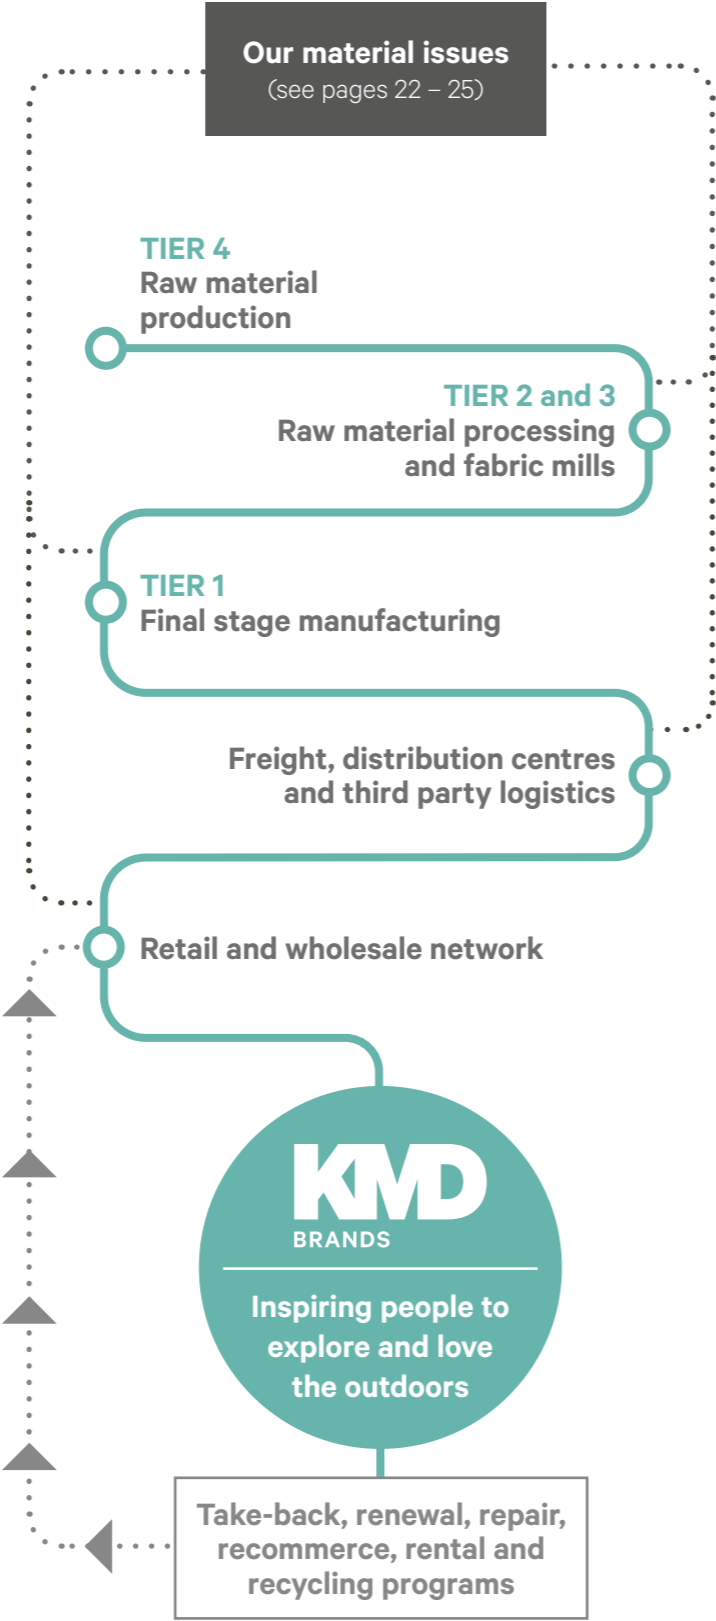 Our material issues
(see pages 22 – 25)
TIER 4
Raw material
production
TIER 2 and 3
Raw material processing
and fabric mills
TIER 1
Final stage manufacturing
Freight, distribution centres
and third party logistics
Retail and wholesale network
KMD
BRANDS
Inspiring people to
explore and love
the outdoors
Take-back, renewal, repair,
recommerce, rental and
recycling programs